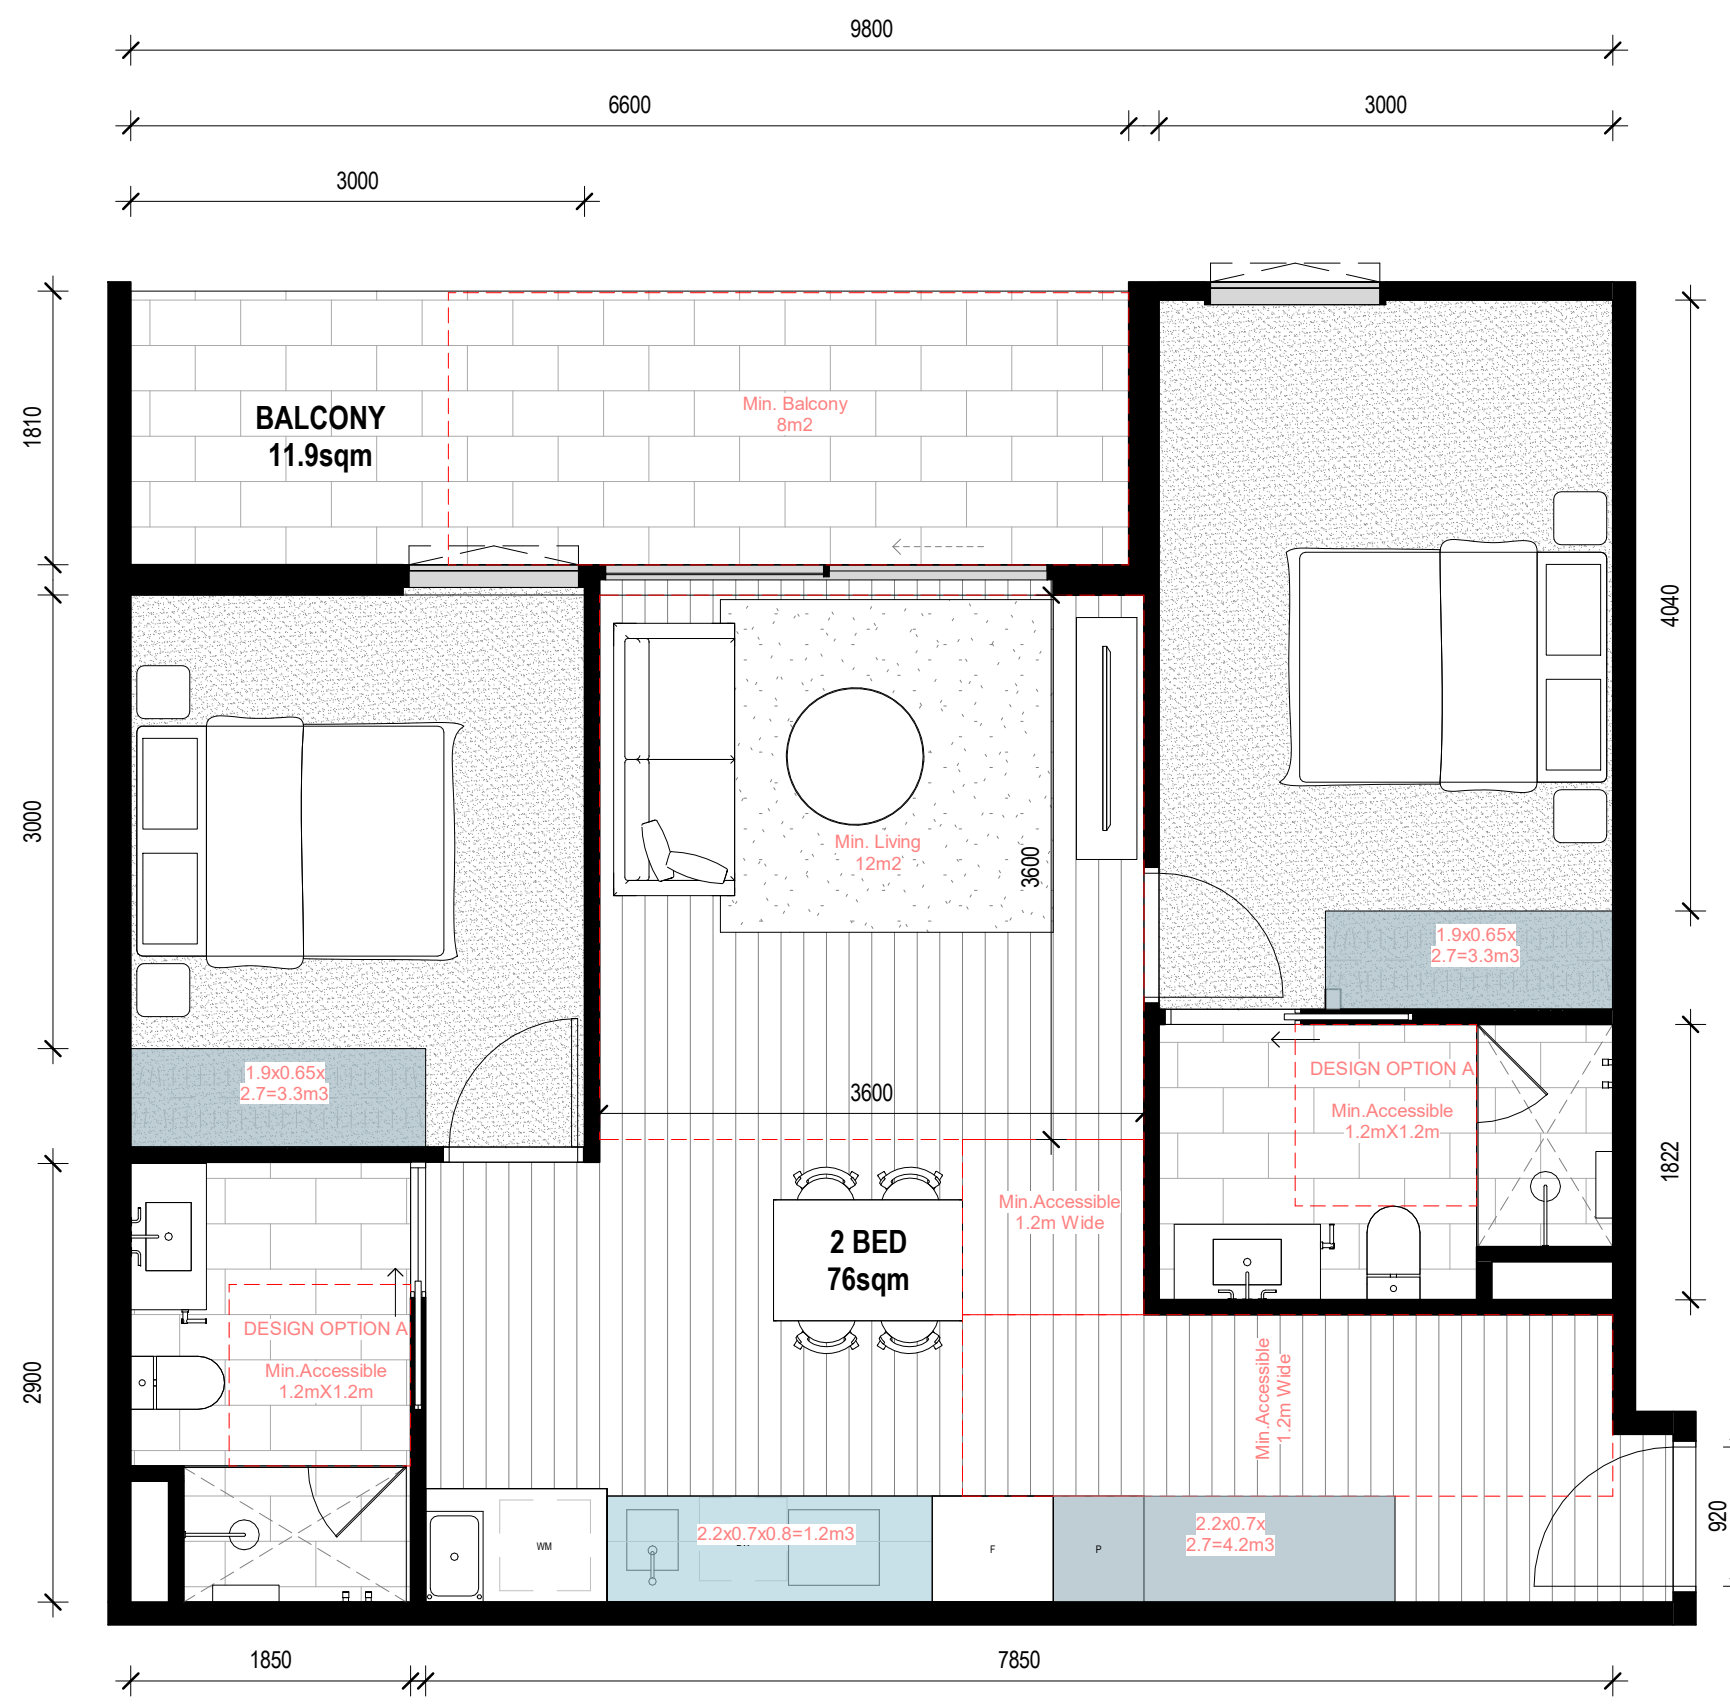 9800
6600
3000
3000
1810
BALCONY
11.9sqm
Min. Balcony
8m2
4040
3000
Min. Living
12m2
3600
1.9x0.65x
2.7=3.3m3
1.9x0.65x
2.7=3.3m3
3600
DESIGN OPTION A
Min.Accessible
1.2mX1.2m
1822
Min.Accessible
1.2m Wide
2 BED
76sqm
DESIGN OPTION A
Min.Accessible
1.2mX1.2m
2900
Min.Accessible
1.2m Wide
WM
2.2x0.7x0.8=1.2m3
F
P
2.2x0.7x
2.7=4.2m3
920
1850
7850